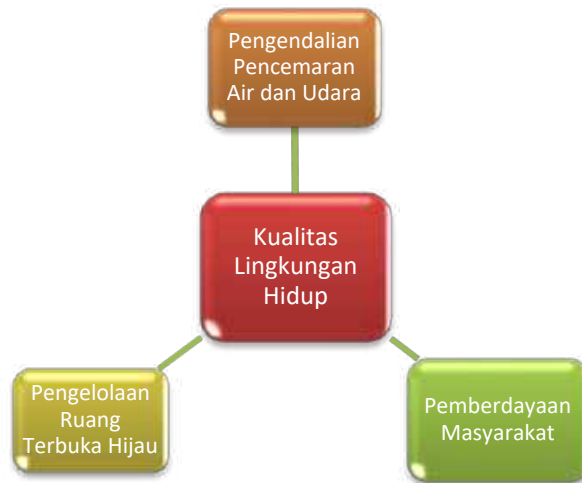 Pengendalian
Pencemaran
Air dan Udara
Kualitas
Lingkungan
Hidup
Pengelolaan
Ruang
Terbuka Hijau
Pemberdayaan
Masyarakat